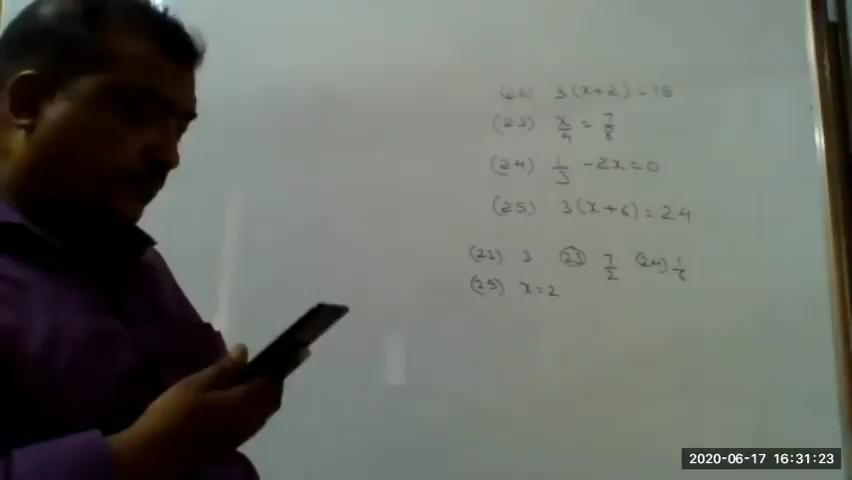 (22) 3(x+2)=15
(23) x/4 = 7/8
(24) 1/3 -2x=0
(25) 3(x+6)=24
(22) 3 (23) 7/2 (24) 1/6
(25) x=2
2020-06-17 16:31:23